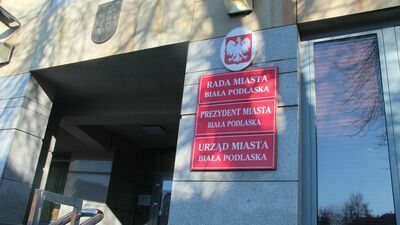 RADA MIASTA
BIAŁA PODLASKA
PREZYDENT MIASTA
BIAŁA PODLASKA
URZĄD MIASTA
BIAŁA PODLASKA